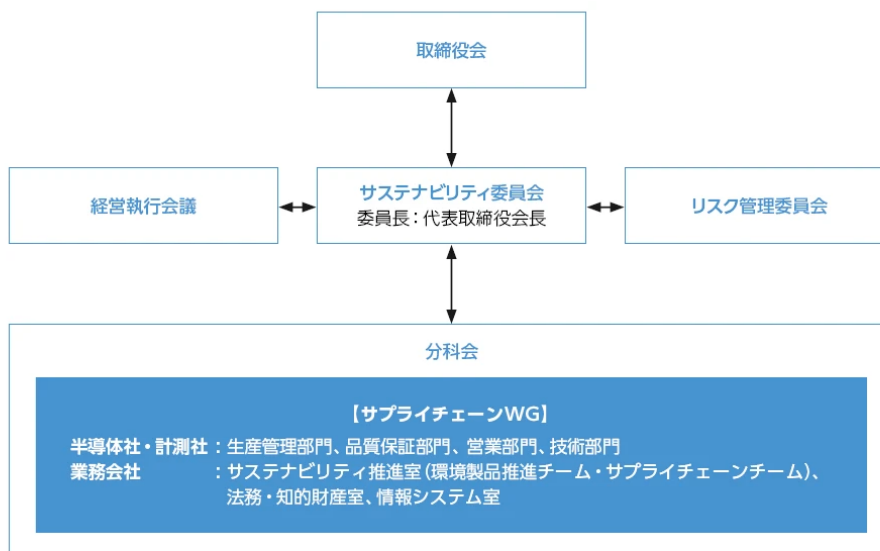 取締役会
経営執行会議
サステナビリティ委員会
委員長：代表取締役会長
リスク管理委員会
分科会
【サプライチェーンWG】
半導体社・計測社：生産管理部門、品質保証部門、営業部門、技術部門
業務会社　　　　：サステナビリティ推進室（環境製品推進チーム・サプライチェーンチーム）、
法務・知的財産室、情報システム室